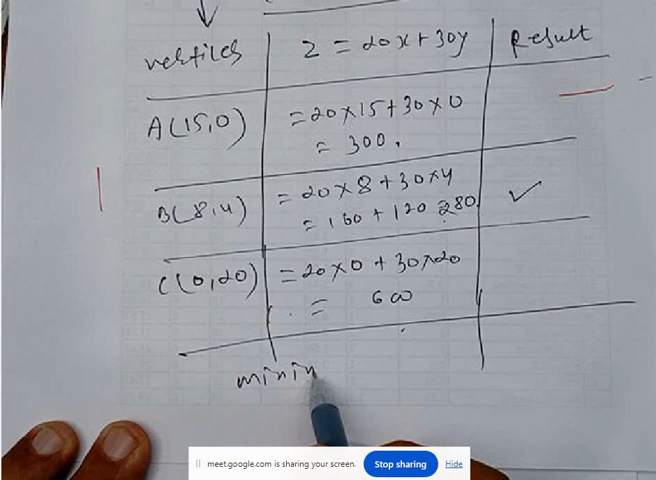 vertices Z = 20x + 30y Result
A(15,0) = 20×15 + 30×0
= 300.
B(8,4) = 20×8 + 30×4 ✓
= 160 + 120 = 280
C(0,20) = 20×0 + 30×20
= 600
minim
meet.google.com is sharing your screen. Stop sharing Hide